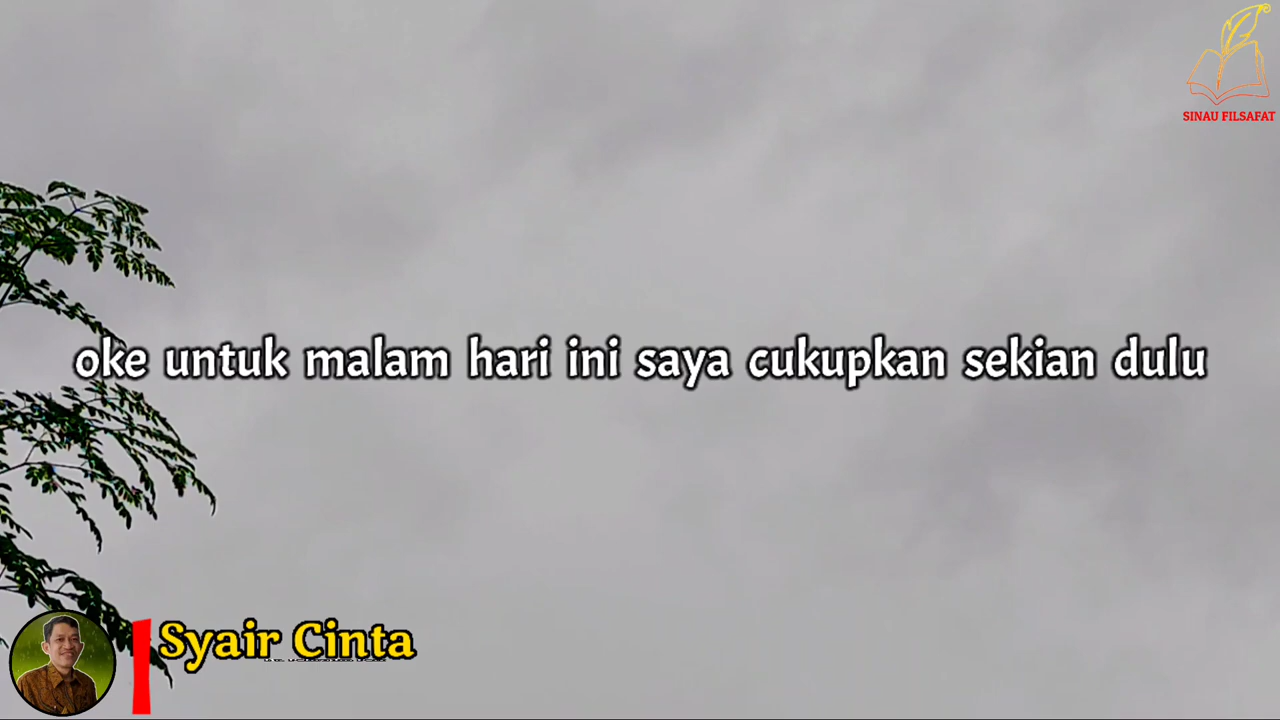 SINAU FILSAFAT
oke untuk malam hari ini saya cukupkan sekian dulu
Syair Cinta